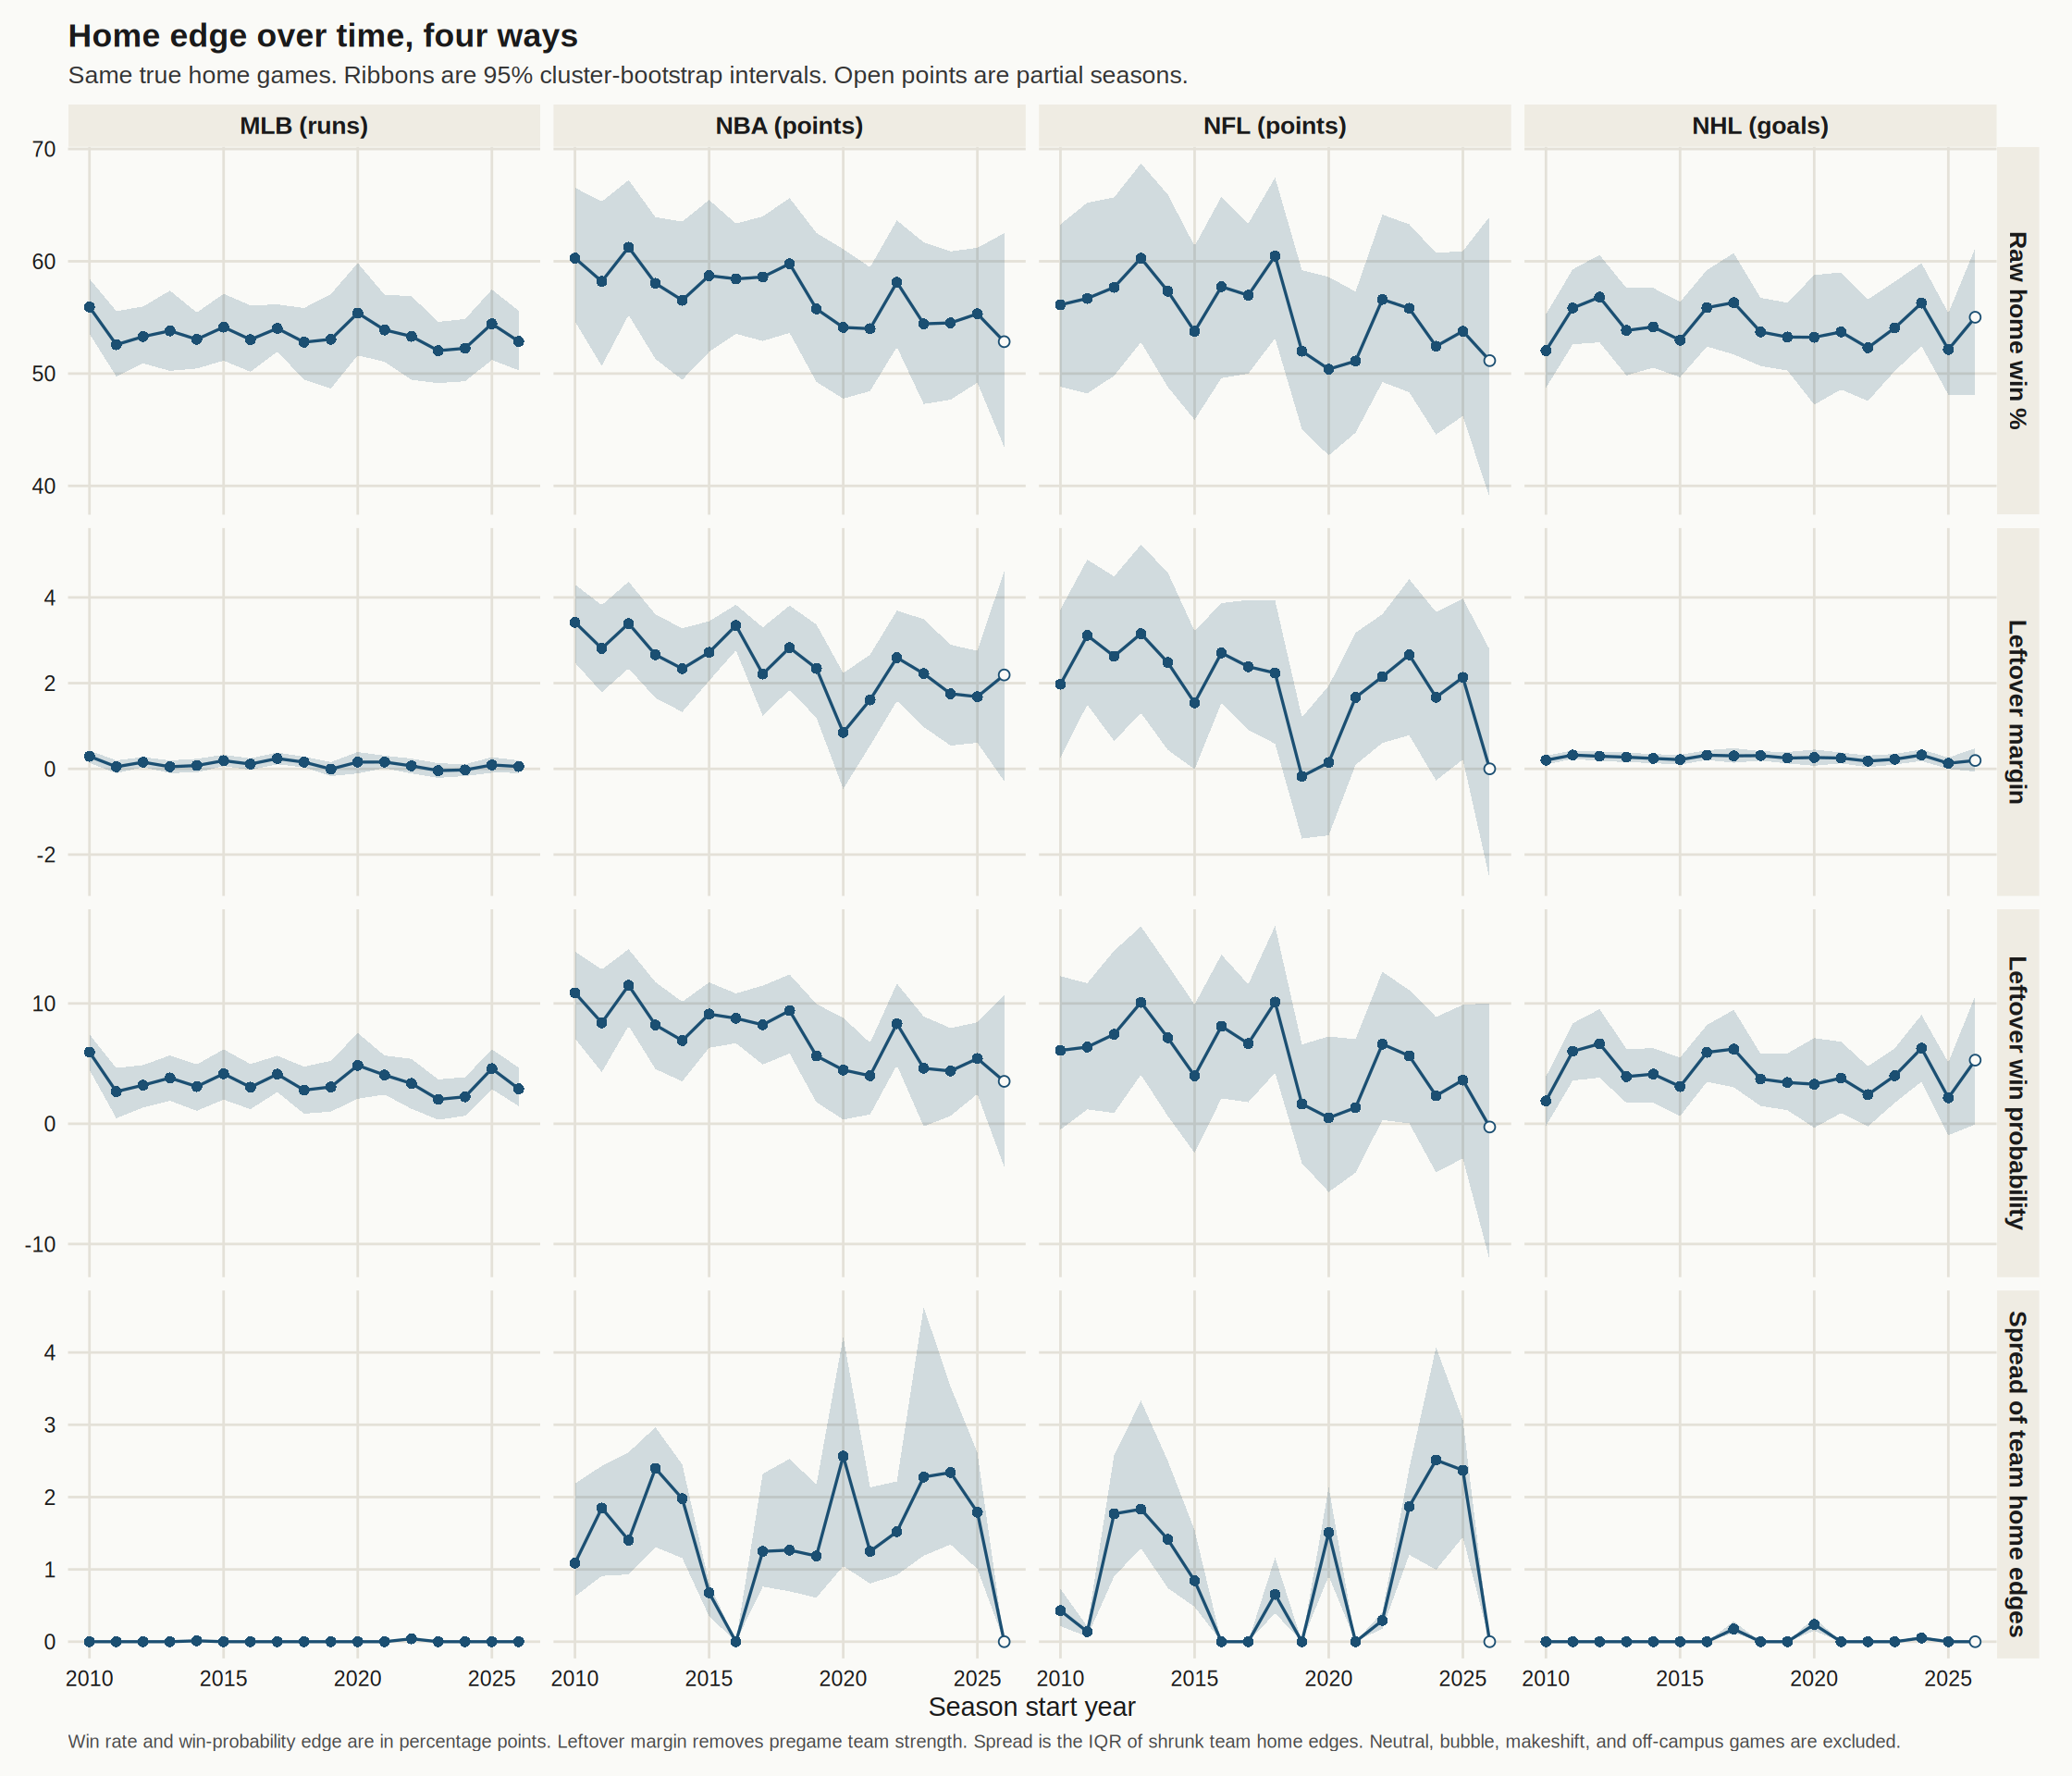 Home edge over time, four ways
Same true home games. Ribbons are 95% cluster-bootstrap intervals. Open points are partial seasons.
MLB (runs)
NBA (points)
NFL (points)
NHL (goals)
70
60
50
40
Raw home win %
4
2
0
-2
Leftover margin
10
0
-10
Leftover win probability
4
3
2
1
0
Spread of team home edges
2010 2015 2020 2025 2010 2015 2020 2025 2010 2015 2020 2025 2010 2015 2020 2025
Season start year
Win rate and win-probability edge are in percentage points. Leftover margin removes pregame team strength. Spread is the IQR of shrunk team home edges. Neutral, bubble, makeshift, and off-campus games are excluded.